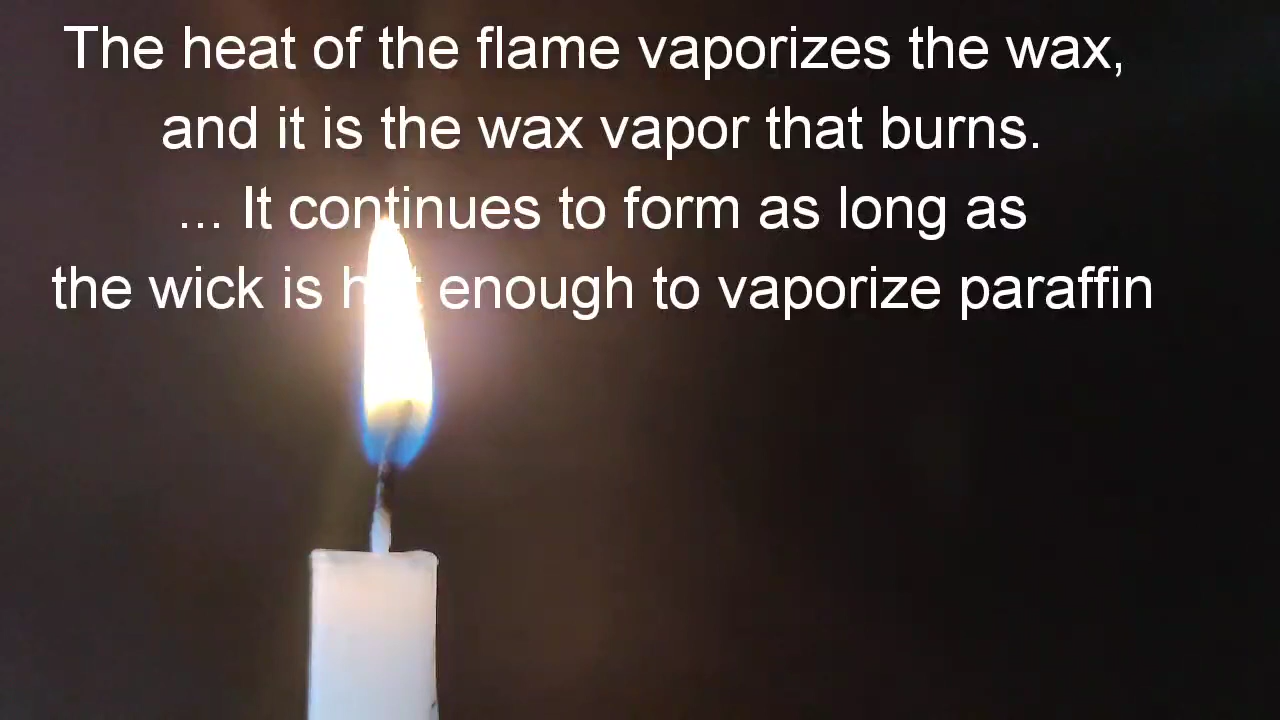 The heat of the flame vaporizes the wax,
and it is the wax vapor that burns.
... It continues to form as long as
the wick is hot enough to vaporize paraffin